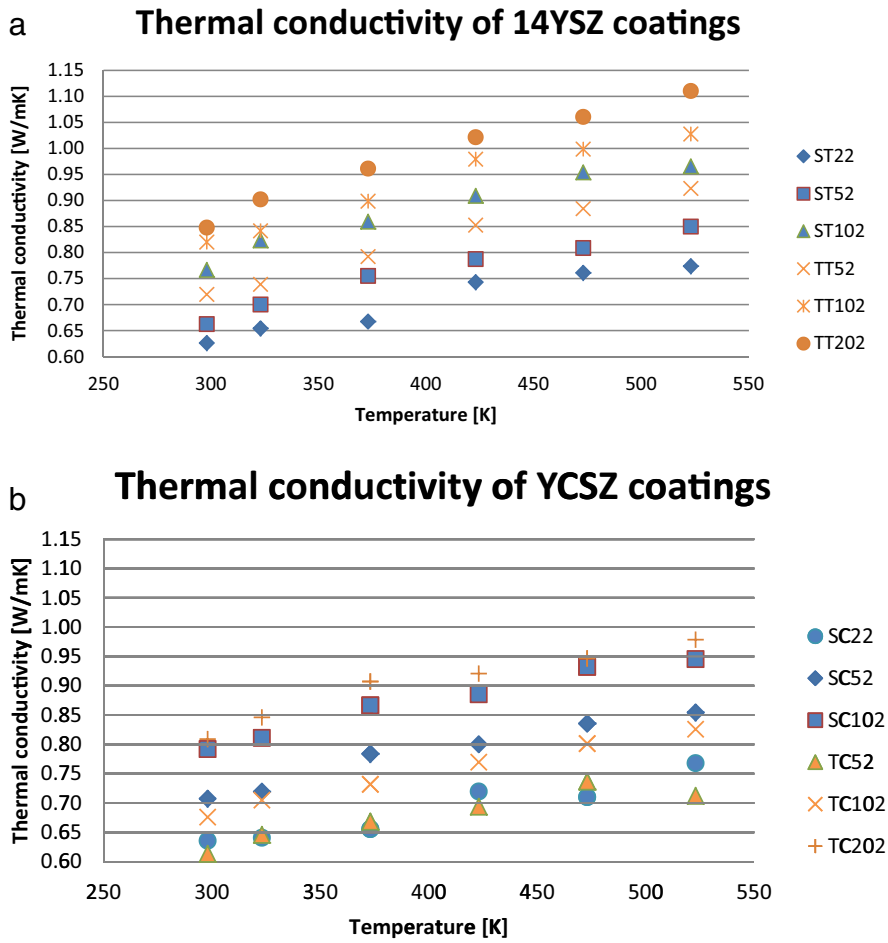 a
Thermal conductivity of 14YSZ coatings
Thermal conductivity [W/mK]
1.15
1.10
1.05
1.00
0.95
0.90
0.85
0.80
0.75
0.70
0.65
0.60
250 300 350 400 450 500 550
Temperature [K]
ST22
ST52
ST102
TT52
TT102
TT202
b
Thermal conductivity of YCSZ coatings
Thermal conductivity [W/mK]
1.15
1.10
1.05
1.00
0.95
0.90
0.85
0.80
0.75
0.70
0.65
0.60
250 300 350 400 450 500 550
Temperature [K]
SC22
SC52
SC102
TC52
TC102
TC202